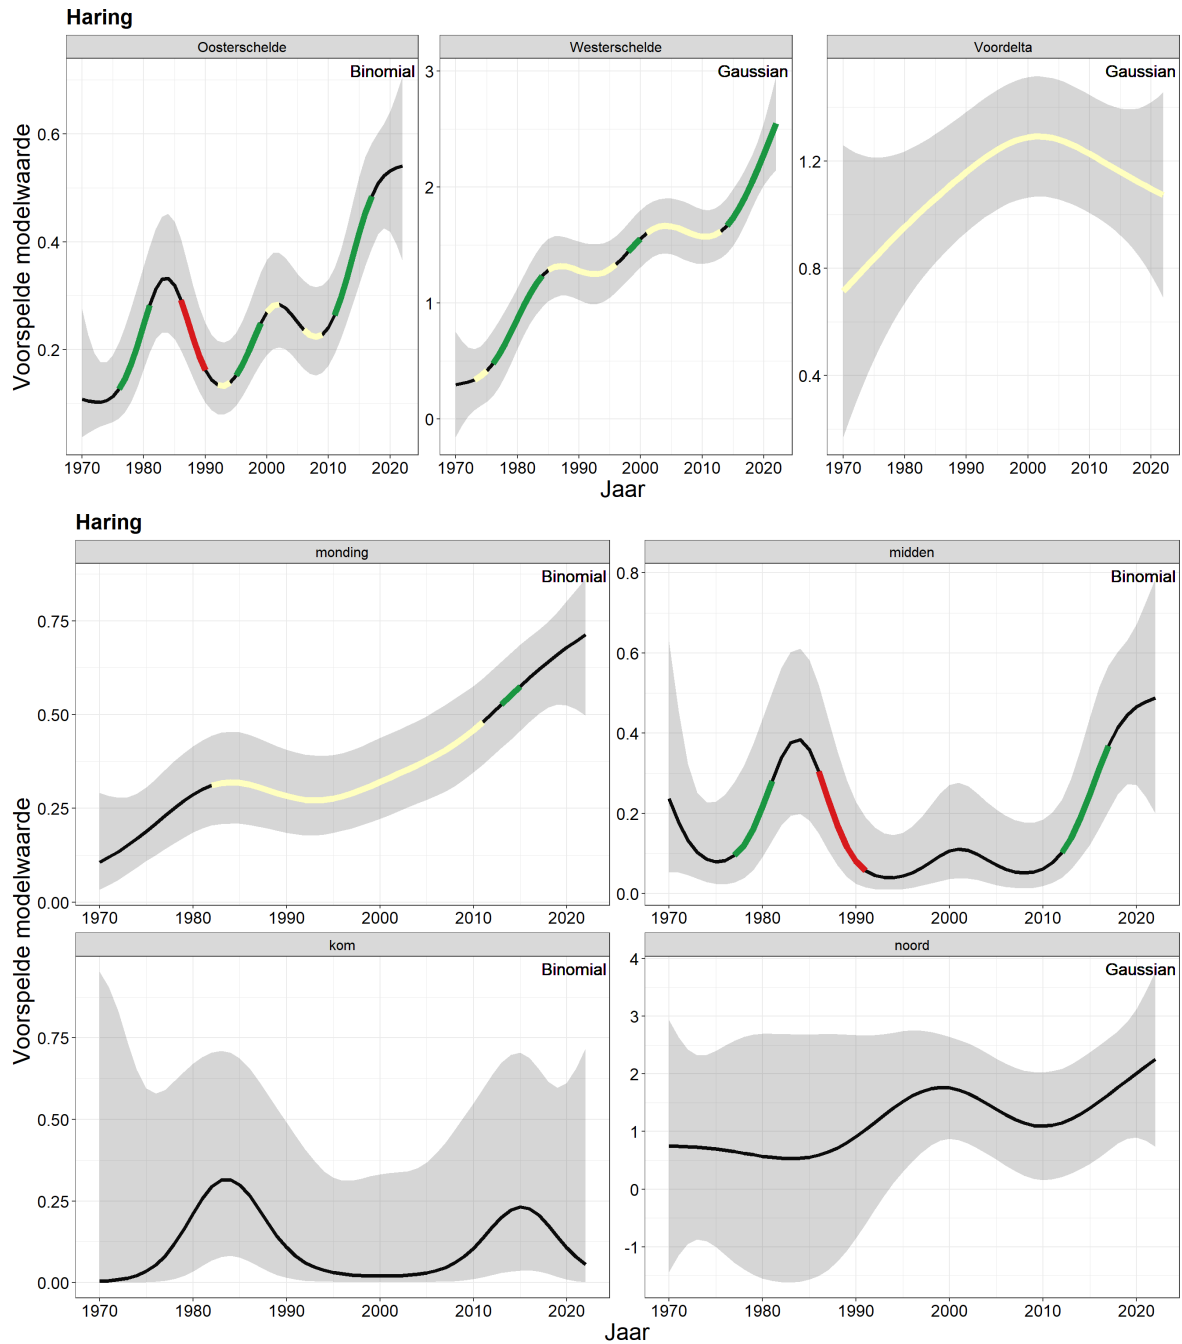 Haring
Oosterschelde Westerschelde Voordelta
Binomial Gaussian Gaussian
Voorspelde modelwaarde
0.6
0.4
0.2
3
2
1
0
1.2
0.8
0.4
1970 1980 1990 2000 2010 2020 1970 1980 1990 2000 2010 2020 1970 1980 1990 2000 2010 2020
Jaar
Haring
monding midden
Binomial Binomial
Voorspelde modelwaarde
0.75
0.50
0.25
0.00
0.8
0.6
0.4
0.2
0.0
1970 1980 1990 2000 2010 2020 1970 1980 1990 2000 2010 2020
kom noord
Binomial Gaussian
0.75
0.50
0.25
0.00
4
3
2
1
0
-1
1970 1980 1990 2000 2010 2020 1970 1980 1990 2000 2010 2020
Jaar